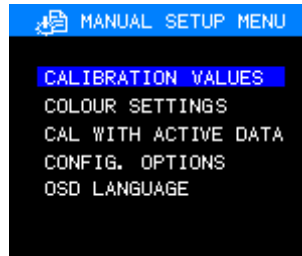 MANUAL SETUP MENU
CALIBRATION VALUES
COLOUR SETTINGS
CAL WITH ACTIVE DATA
CONFIG. OPTIONS
OSD LANGUAGE